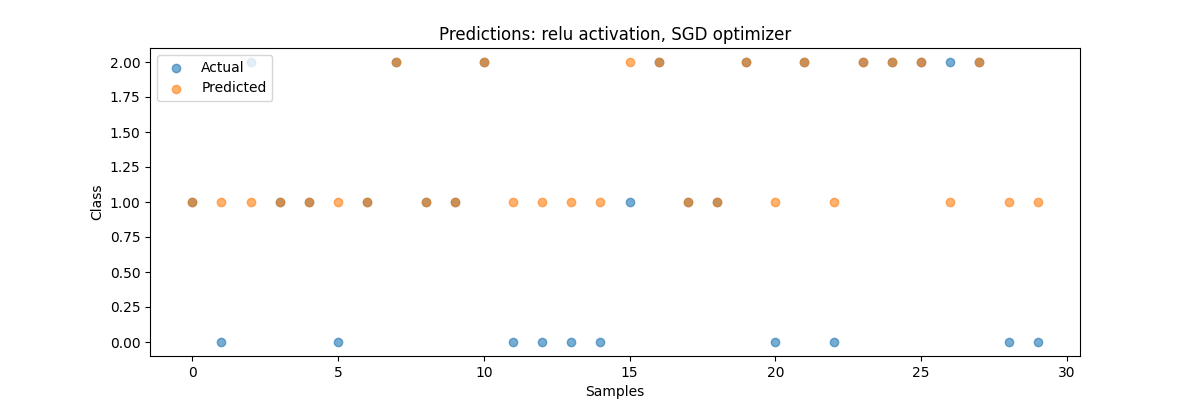 Predictions: relu activation, SGD optimizer
Actual
Predicted
Class
2.00
1.75
1.50
1.25
1.00
0.75
0.50
0.25
0.00
0 5 10 15 20 25 30
Samples